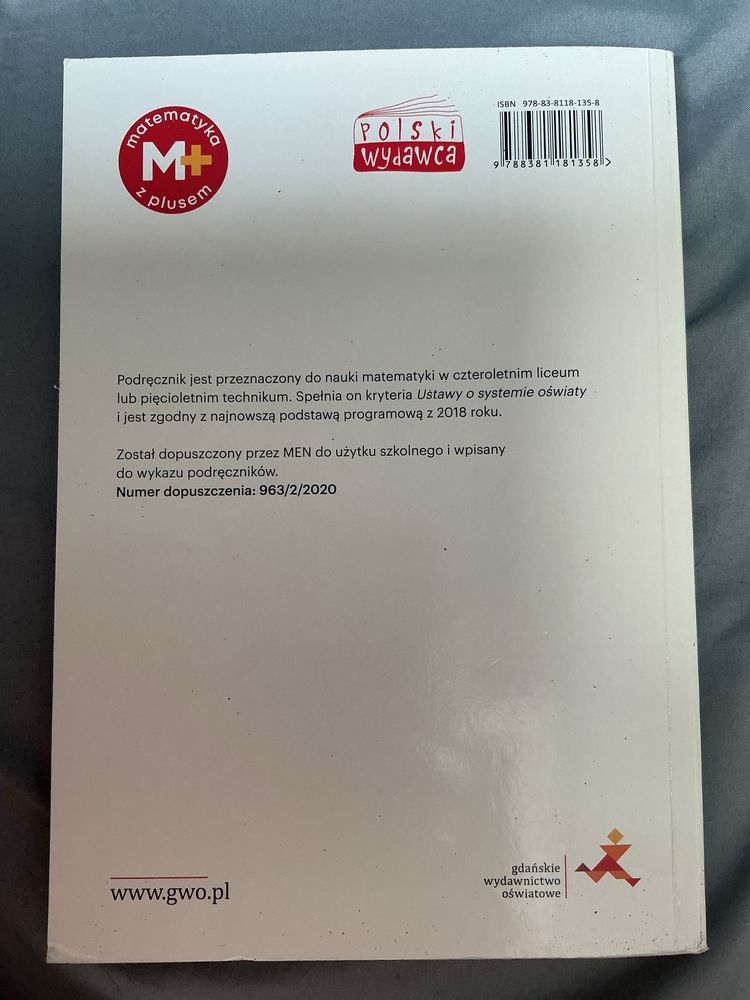 matematyka
M+
z plusem
POLSKI
wydawca
ISBN 978-83-8118-135-8
9 788381 181358 >
Podręcznik jest przeznaczony do nauki matematyki w czteroletnim liceum
lub pięcioletnim technikum. Spełnia on kryteria Ustawy o systemie oświaty
i jest zgodny z najnowszą podstawą programową z 2018 roku.
Został dopuszczony przez MEN do użytku szkolnego i wpisany
do wykazu podręczników.
Numer dopuszczenia: 963/2/2020
www.gwo.pl
gdańskie
wydawnictwo
oświatowe